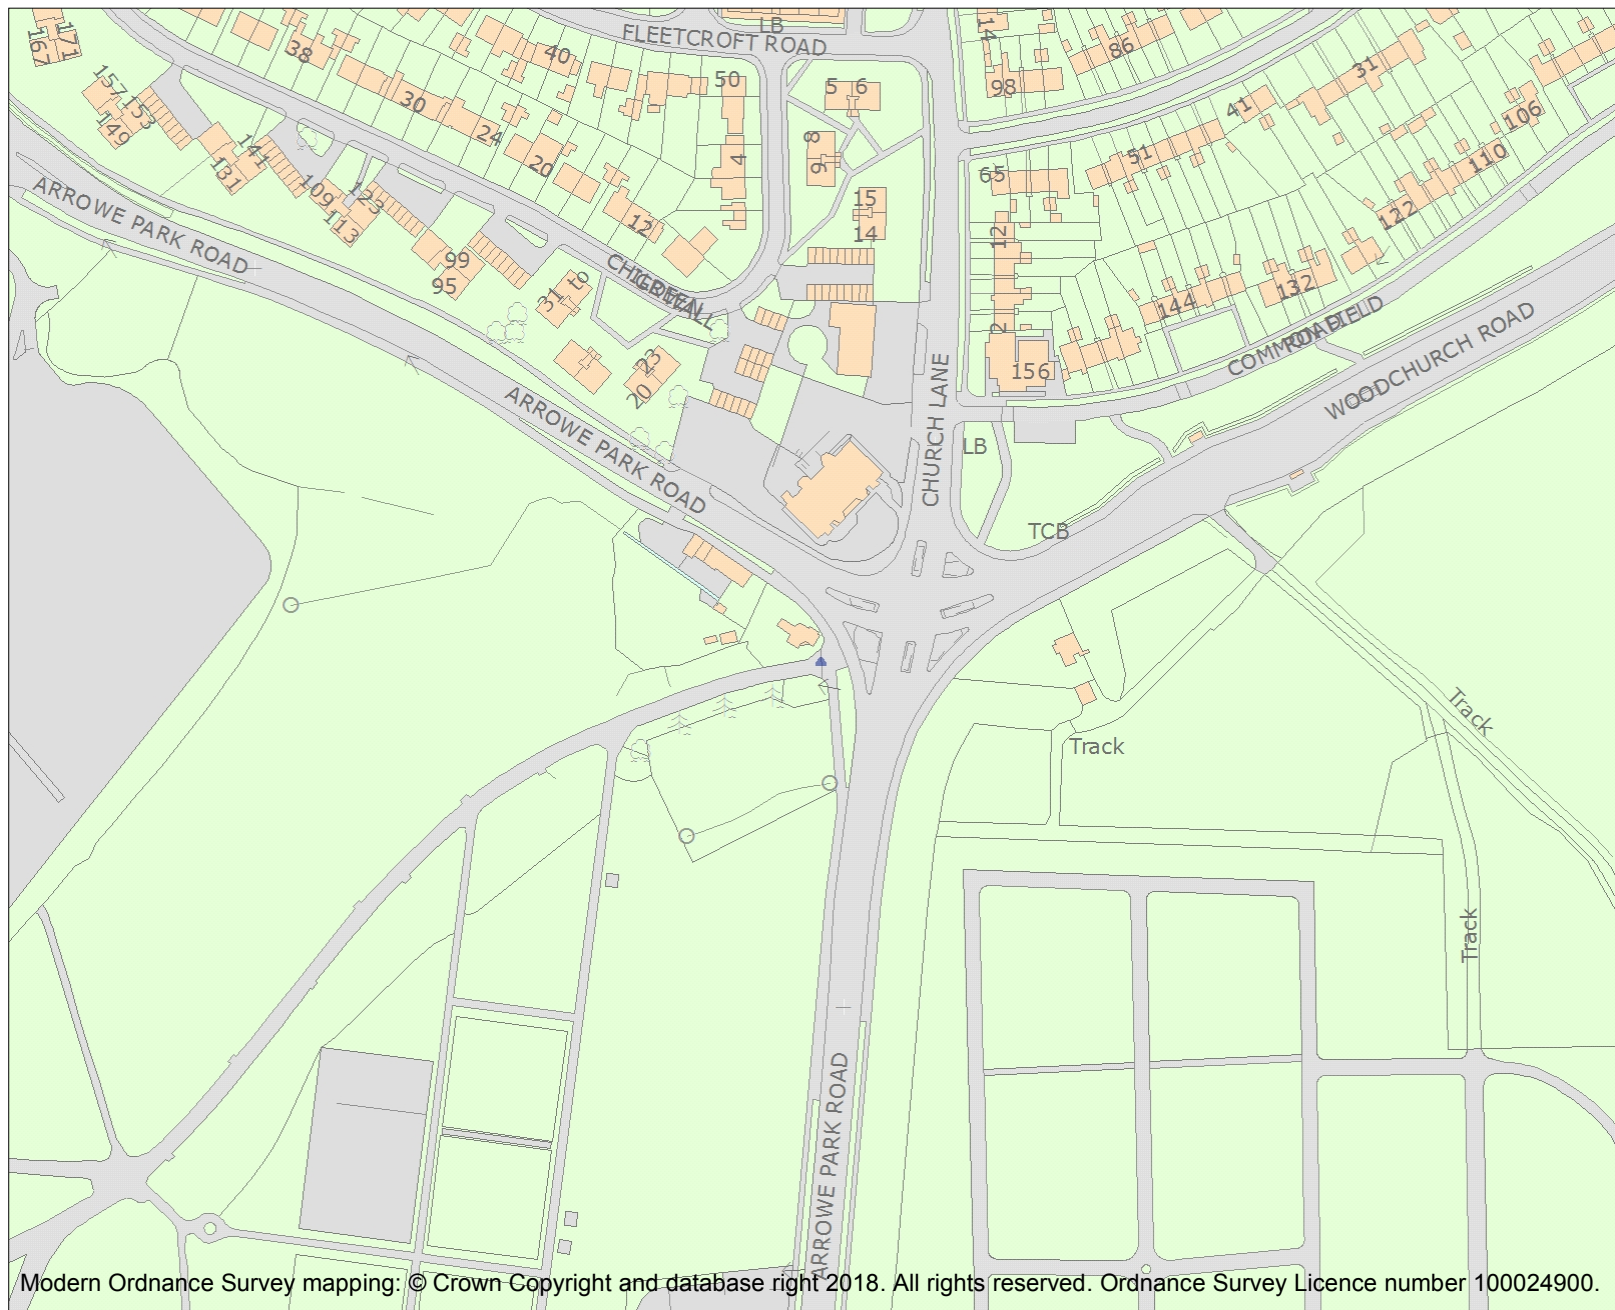 LB
FLEETCROFT ROAD
167
171
38
40
14
86
31
157
153
149
30
24
20
50
5
6
98
41
106
8
9
4
51
110
141
131
109
123
113
12
15
14
65
12
122
ARROWE PARK ROAD
99
95
31 to
144
132
2
COMMONFIELD
ROAD
WOODCHURCH ROAD
23
20
156
CHURCH LANE
ARROWE PARK ROAD
LB
TCB
Track
Track
Track
ARROWE PARK ROAD
Modern Ordnance Survey mapping: © Crown Copyright and database right 2018. All rights reserved. Ordnance Survey Licence number 100024900.